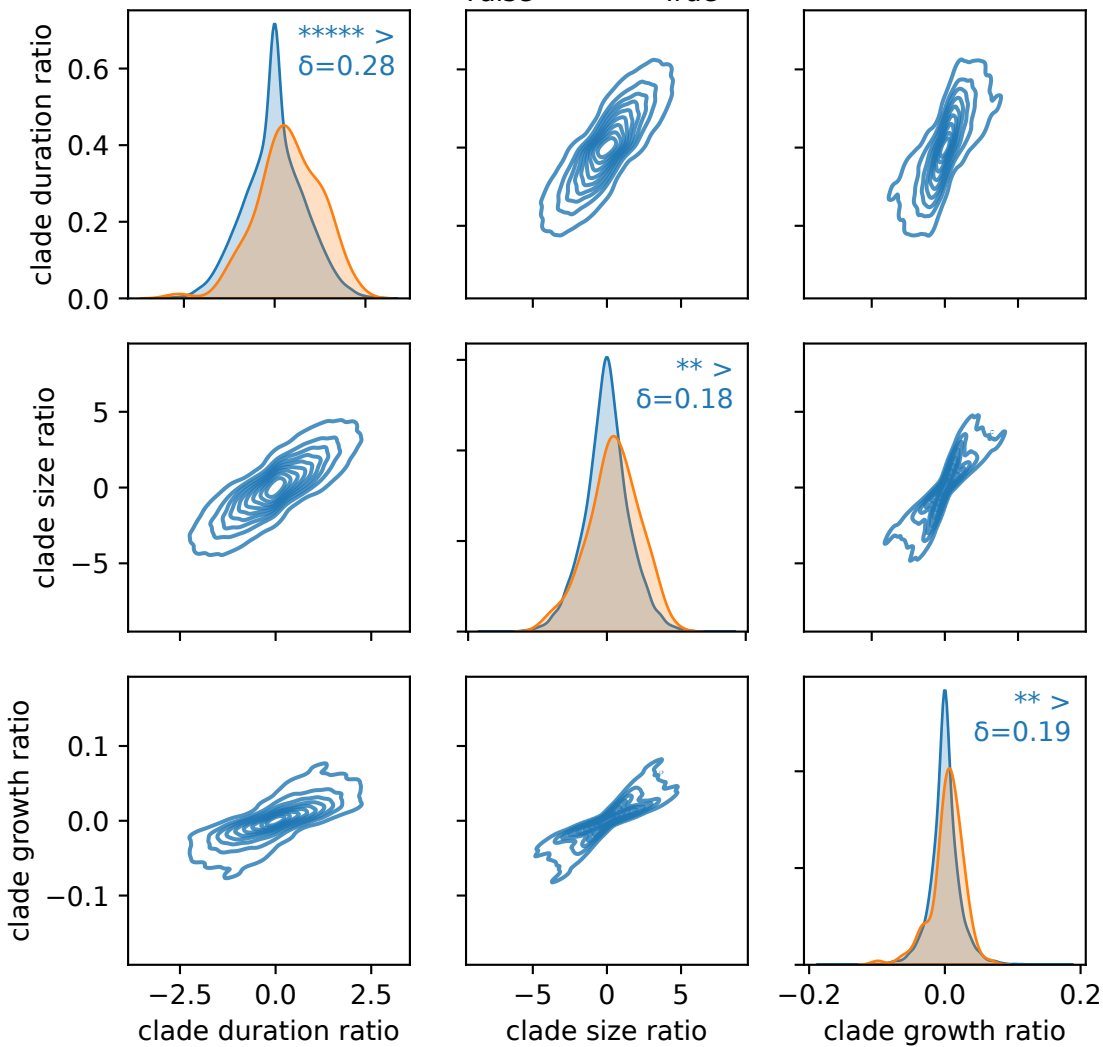 False True
clade duration ratio
0.6
0.4
0.2
0.0
***** >
δ=0.28
clade size ratio
5
0
−5
** >
δ=0.18
clade growth ratio
0.1
0.0
−0.1
** >
δ=0.19
−2.5 0.0 2.5
−5 0 5
−0.2 0.0 0.2
clade duration ratio
clade size ratio
clade growth ratio